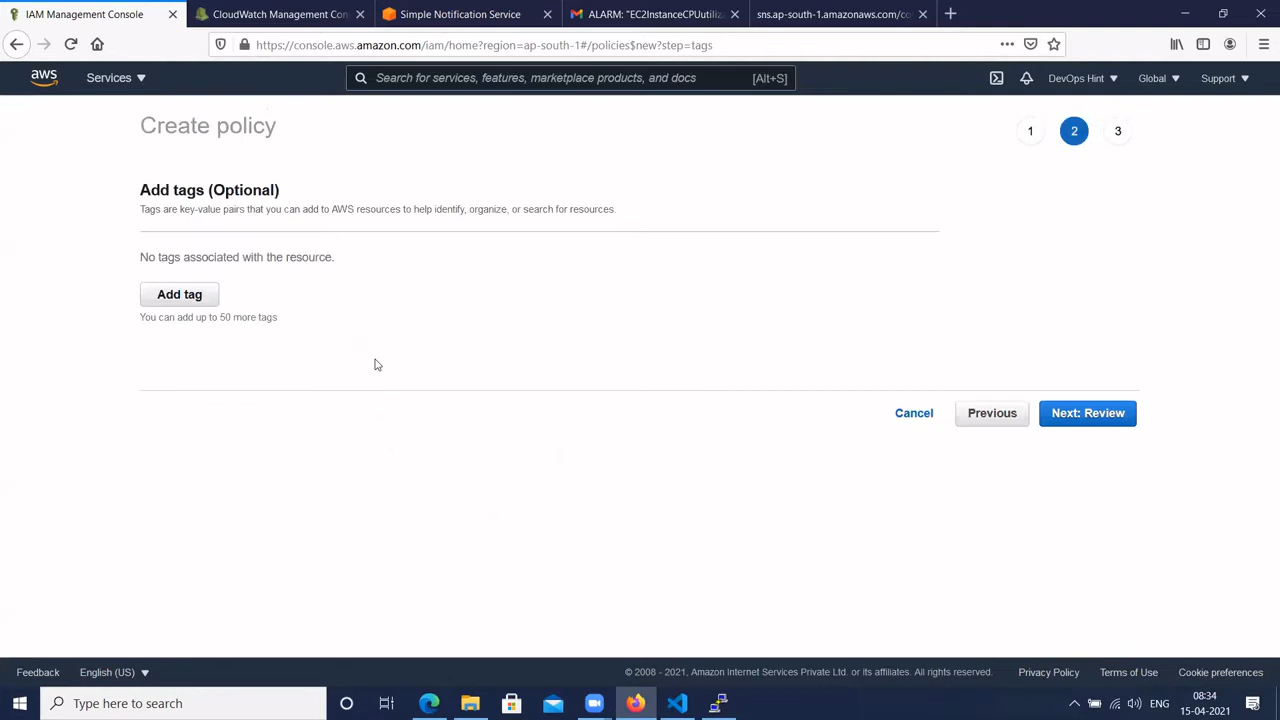 IAM Management Console
CloudWatch Management Con
Simple Notification Service
ALARM: "EC2InstanceCPUutiliza
sns.ap-south-1.amazonaws.com/co
https://console.aws.amazon.com/iam/home?region=ap-south-1#/policies$new?step=tags
aws
Services
Search for services, features, marketplace products, and docs
[Alt+S]
DevOps Hint
Global
Support
Create policy
1
2
3
Add tags (Optional)
Tags are key-value pairs that you can add to AWS resources to help identify, organize, or search for resources.
No tags associated with the resource.
Add tag
You can add up to 50 more tags
Cancel
Previous
Next: Review
Feedback
English (US)
© 2008 - 2021, Amazon Internet Services Private Ltd. or its affiliates. All rights reserved.
Privacy Policy
Terms of Use
Cookie preferences
Type here to search
ENG
08:34
15-04-2021